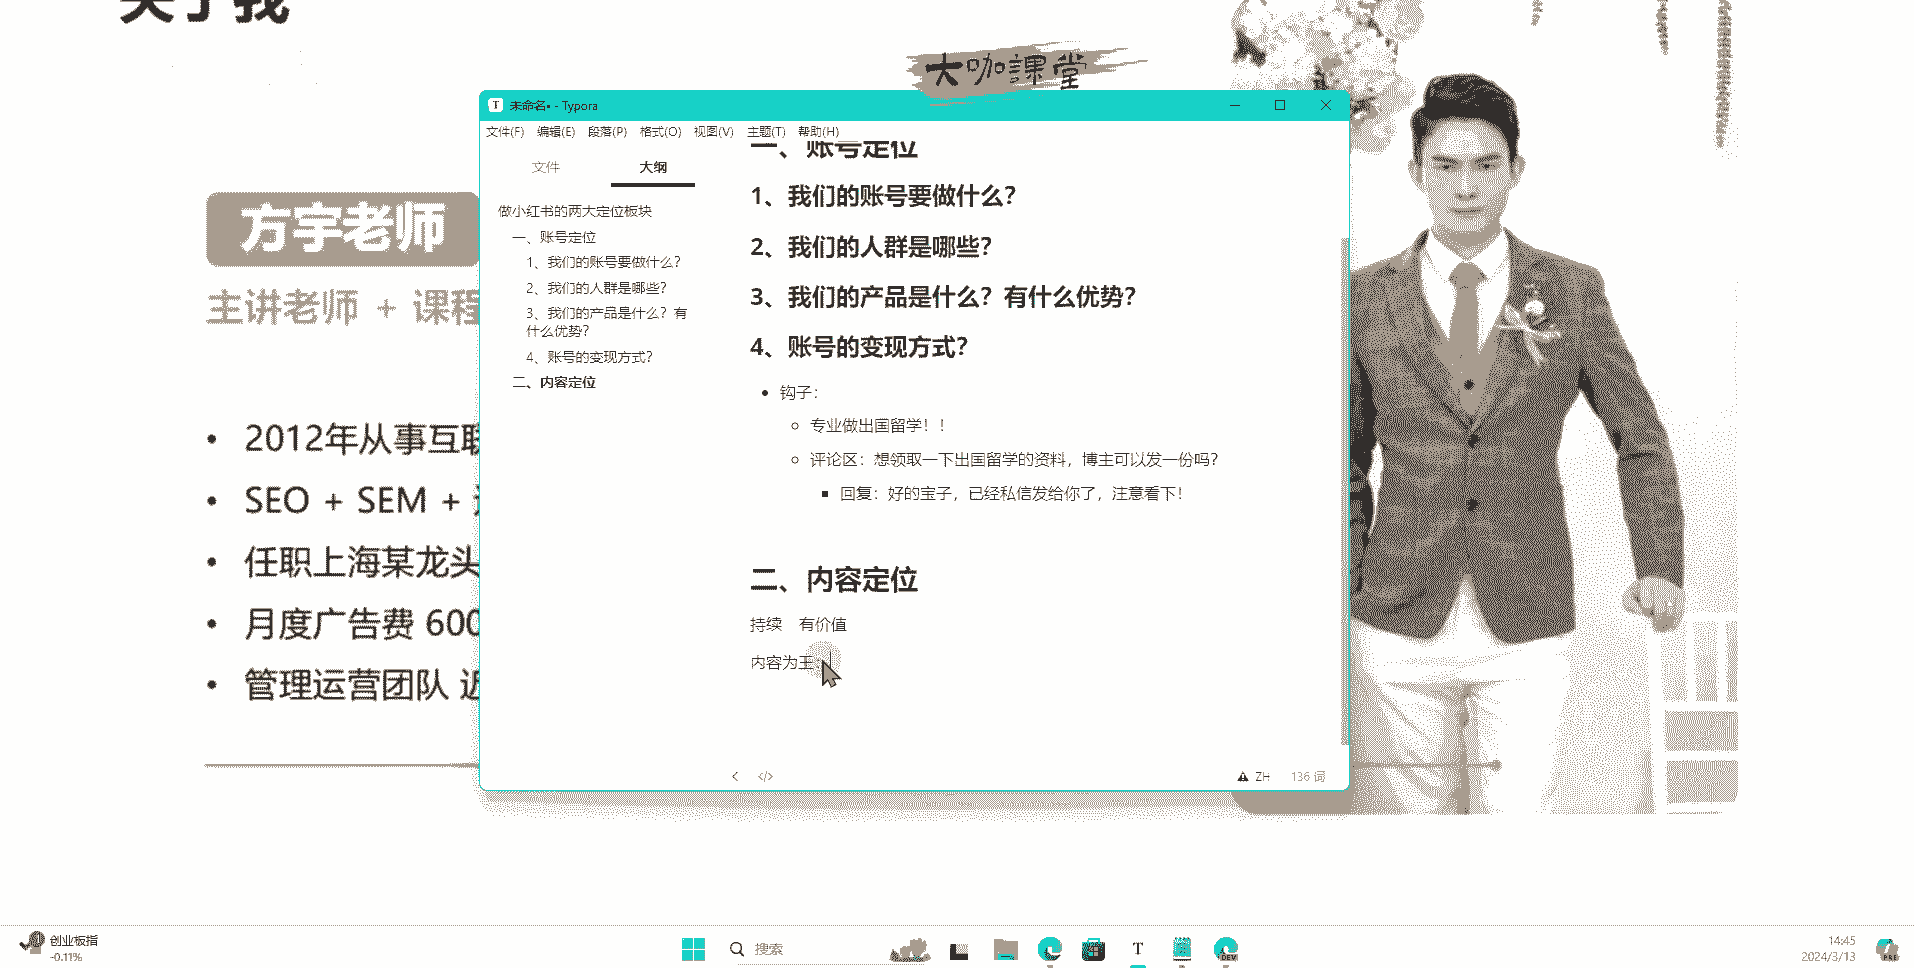 关于我
大咖課堂
方宇老师
主讲老师 + 课程
2012年从事互联
SEO + SEM +
任职上海某龙头
月度广告费 600
管理运营团队 近
未命名• - Typora
文件(F) 编辑(E) 段落(P) 格式(O) 视图(V) 主题(T) 帮助(H)
文件 大纲
做小红书的两大定位板块
一、账号定位
1、我们的账号要做什么?
2、我们的人群是哪些?
3、我们的产品是什么? 有
什么优势?
4、账号的变现方式?
二、内容定位
一、账号定位
1、我们的账号要做什么?
2、我们的人群是哪些?
3、我们的产品是什么? 有什么优势?
4、账号的变现方式?
钩子:
专业做出国留学! !
评论区: 想领取一下出国留学的资料, 博主可以发一份吗?
回复: 好的宝子, 已经私信发给你了, 注意看下!
二、内容定位
持续 有价值
内容为王
ZH 136 词
创业板指
-0.11%
搜索
DEV
14:45
2024/3/13
PRE